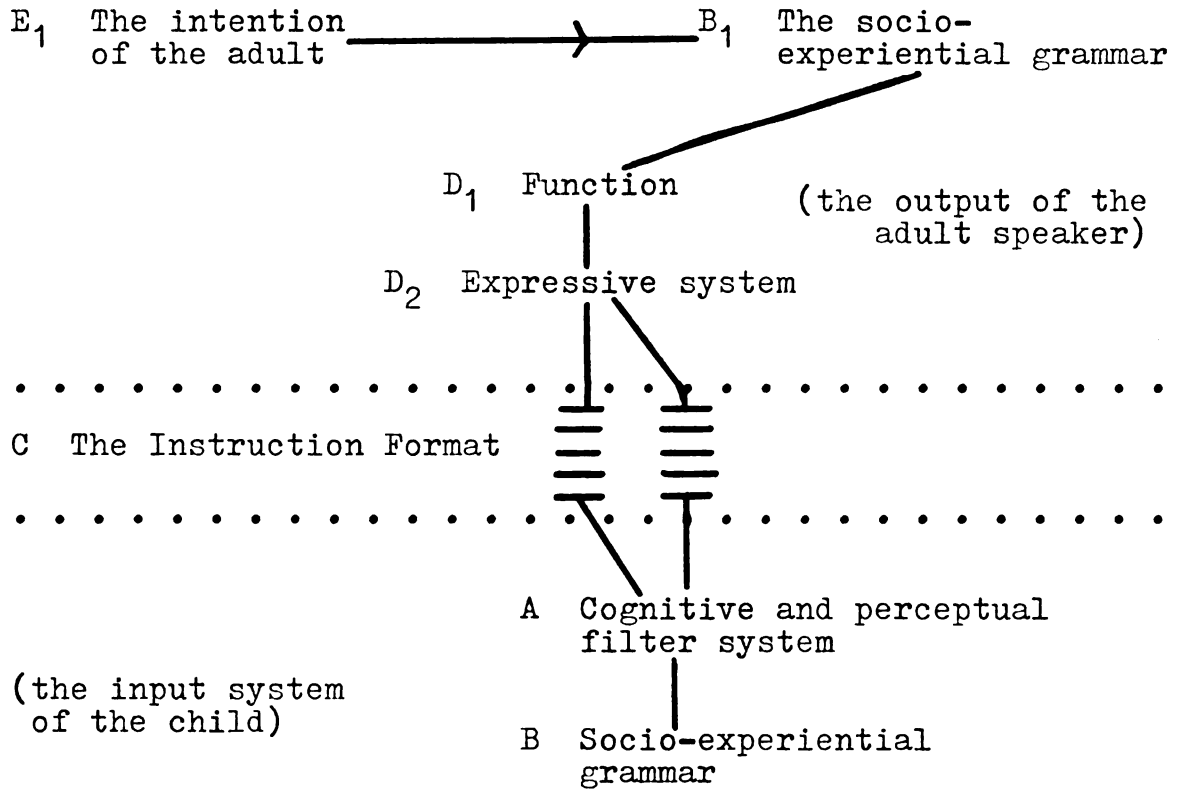 E₁ The intention of the adult
B₁ The socio-experiential grammar
D₁ Function
(the output of the
adult speaker)
D₂ Expressive system
C The Instruction Format
A Cognitive and perceptual
filter system
(the input system
of the child)
B Socio-experiential
grammar